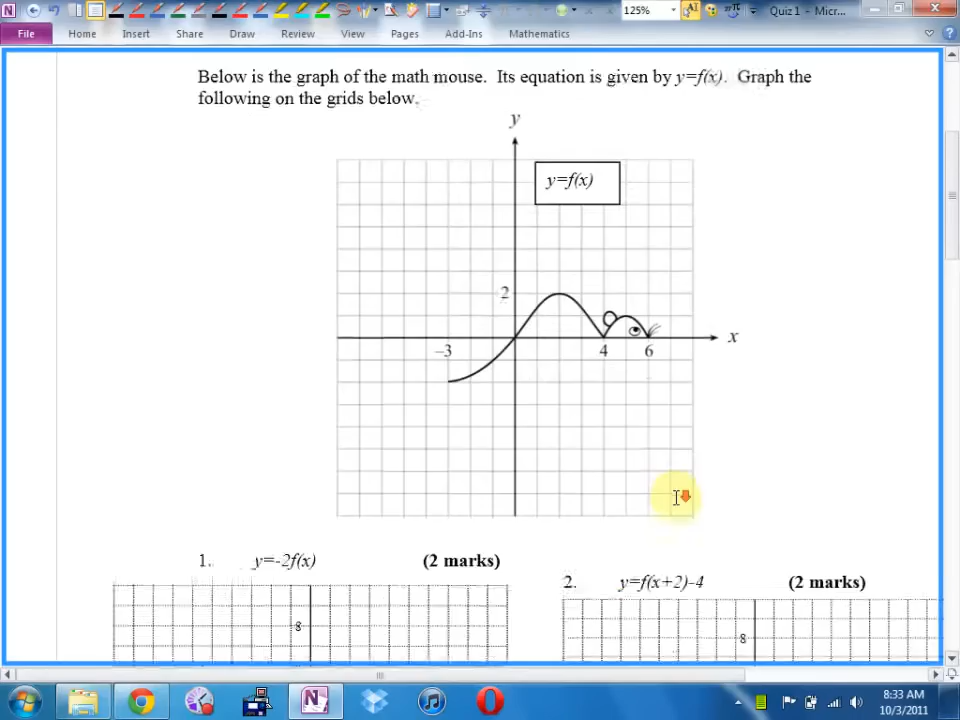 125%
Quiz 1 - Micr...
File Home Insert Share Draw Review View Pages Add-Ins Mathematics
Below is the graph of the math mouse. Its equation is given by y=f(x). Graph the
following on the grids below.
y
y=f(x)
2
x
–3 4 6
1. y=-2f(x) (2 marks)
2. y=f(x+2)-4 (2 marks)
8
8
8:33 AM
10/3/2011